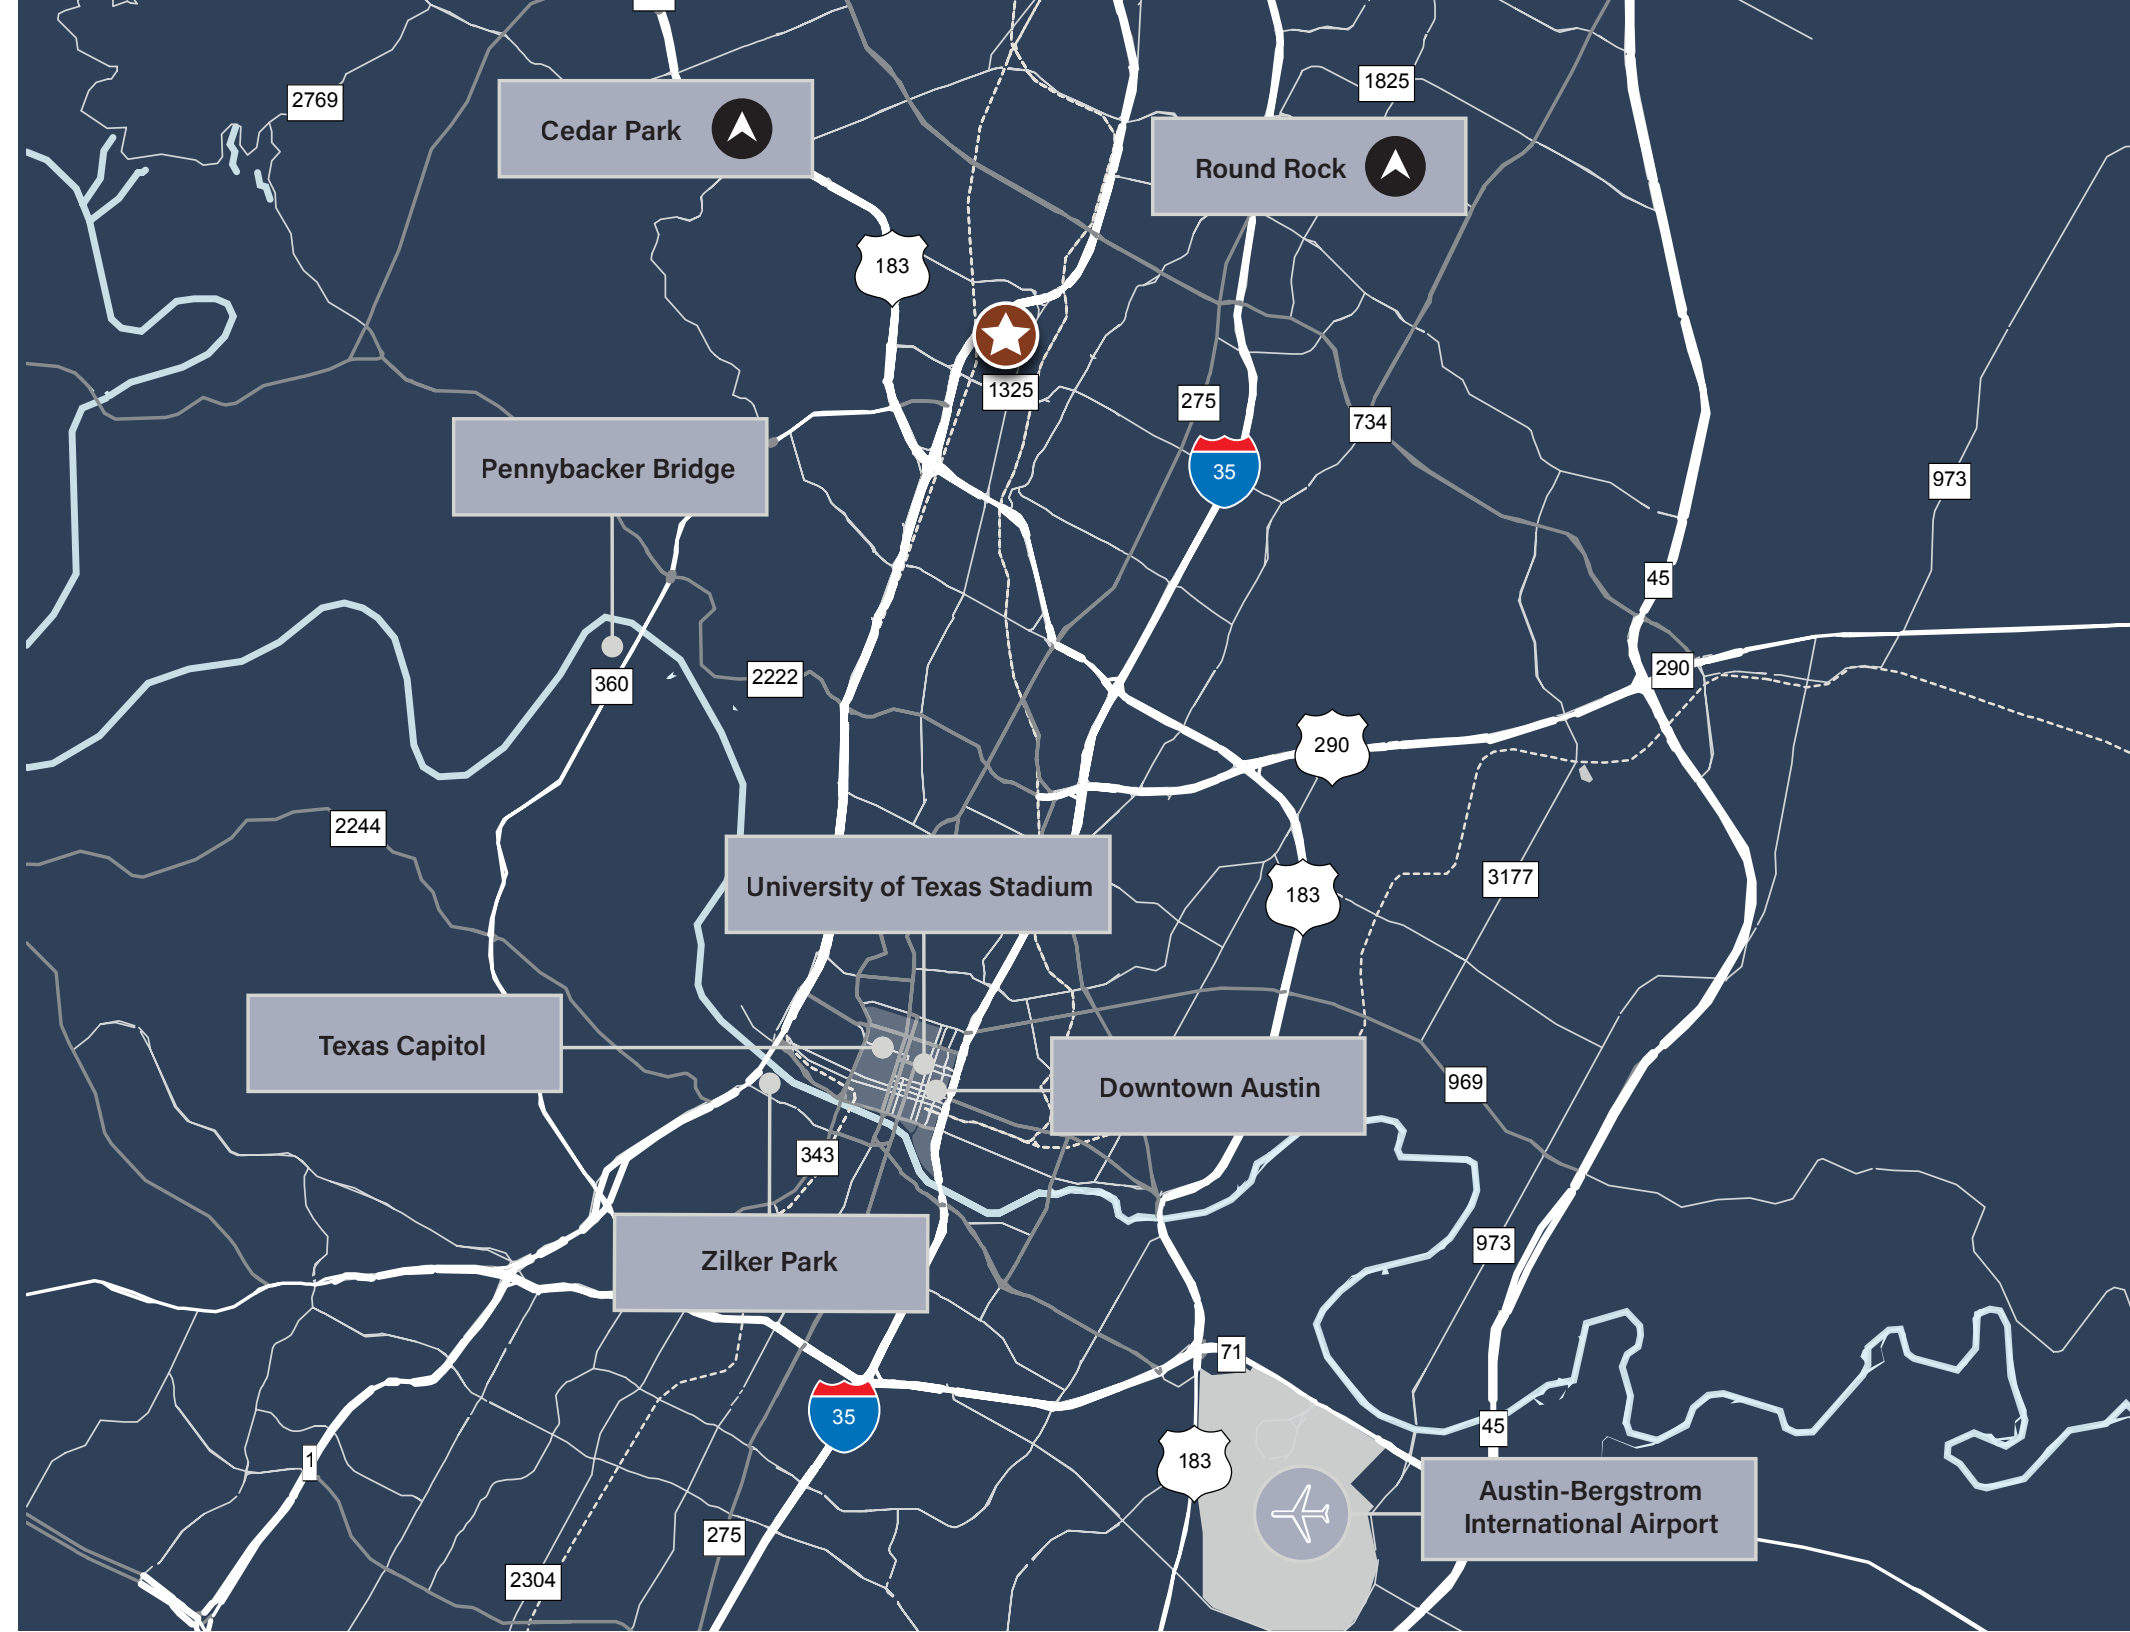 1825
2769
Cedar Park
Round Rock
183
1325
275
734
Pennybacker Bridge
35
973
45
290
2222
360
290
2244
3177
University of Texas Stadium
183
Texas Capitol
969
Downtown Austin
343
973
Zilker Park
71
35
45
1
183
Austin-Bergstrom
International Airport
275
2304